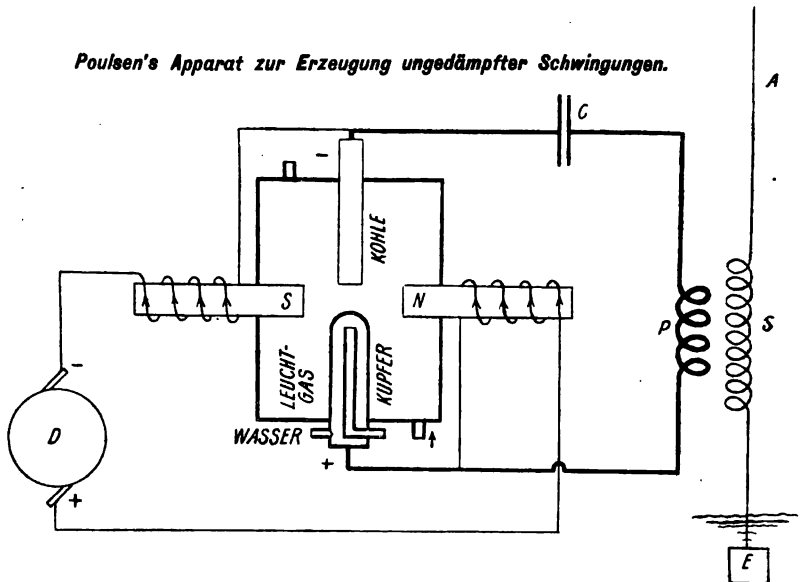 Poulsen's Apparat zur Erzeugung ungedämpfter Schwingungen.
A
C
-
KOHLE
S
N
P
S
LEUCHT-
GAS
KUPFER
-
D
+
WASSER
+
E